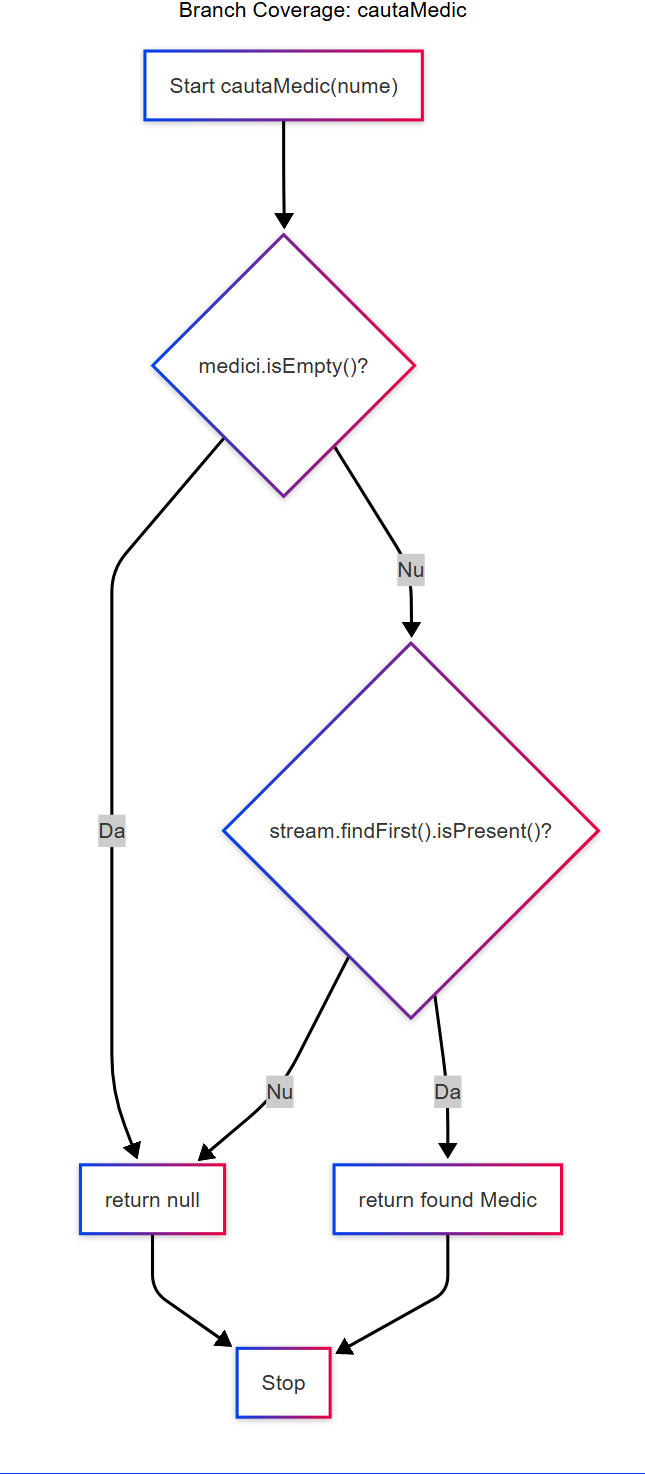 Branch Coverage: cautaMedic
Start cautaMedic(nume)
medici.isEmpty()?
Nu
Da
stream.findFirst().isPresent()?
Nu
Da
return null
return found Medic
Stop